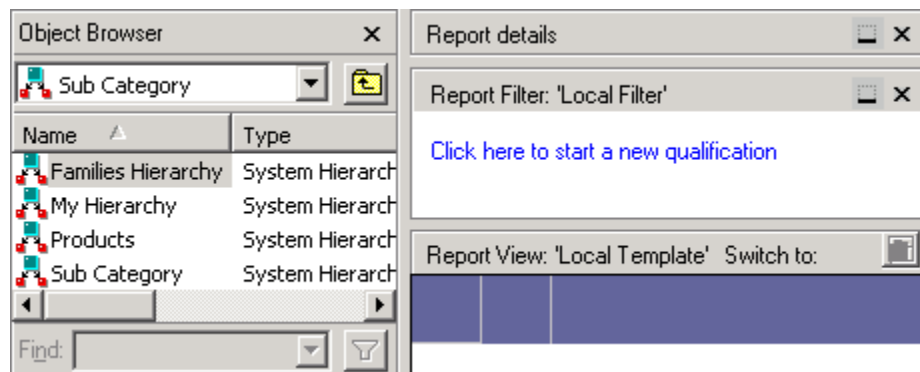 Object Browser
Sub Category
Name Type
Families Hierarchy System Hierarch
My Hierarchy System Hierarch
Products System Hierarch
Sub Category System Hierarch
Find:
Report details
Report Filter: 'Local Filter'
Click here to start a new qualification
Report View: 'Local Template' Switch to: